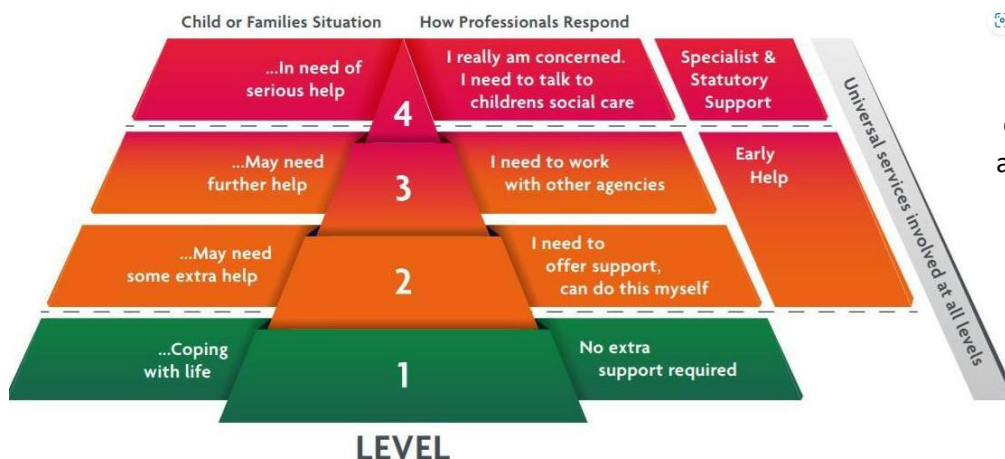 Child or Families Situation
How Professionals Respond
...In need of
serious help
4
I really am concerned.
I need to talk to
childrens social care
Specialist &
Statutory
Support
...May need
further help
3
I need to work
with other agencies
Early
Help
...May need
some extra help
2
I need to
offer support,
can do this myself
...Coping
with life
1
No extra
support required
LEVEL
Universal services involved at all levels